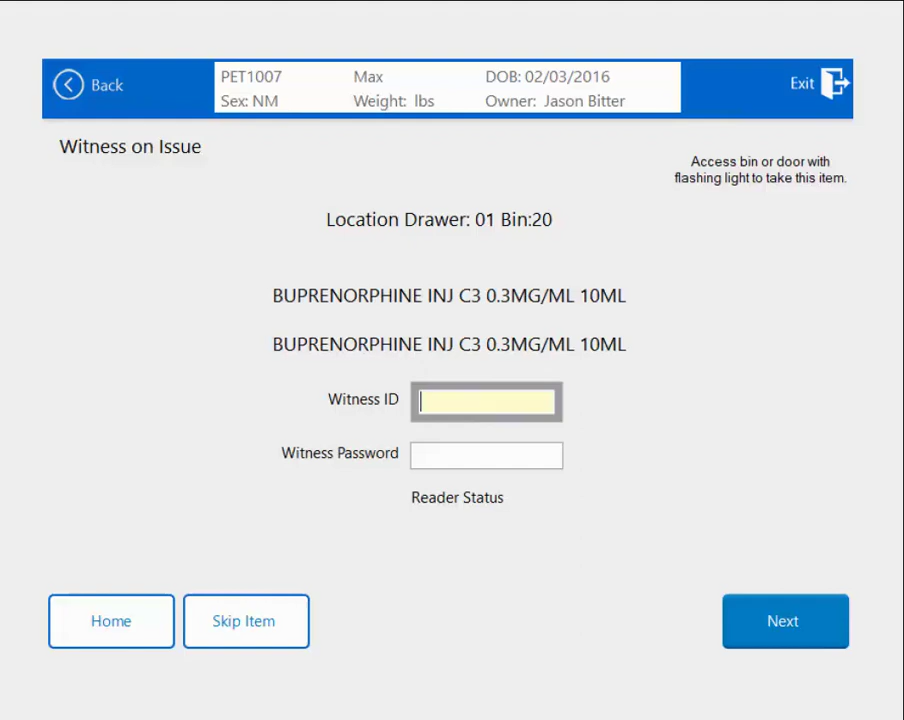 Back
PET1007 Max DOB: 02/03/2016
Sex: NM Weight: lbs Owner: Jason Bitter
Exit
Witness on Issue
Access bin or door with
flashing light to take this item.
Location Drawer: 01 Bin:20
BUPRENORPHINE INJ C3 0.3MG/ML 10ML
BUPRENORPHINE INJ C3 0.3MG/ML 10ML
Witness ID
Witness Password
Reader Status
Home Skip Item Next